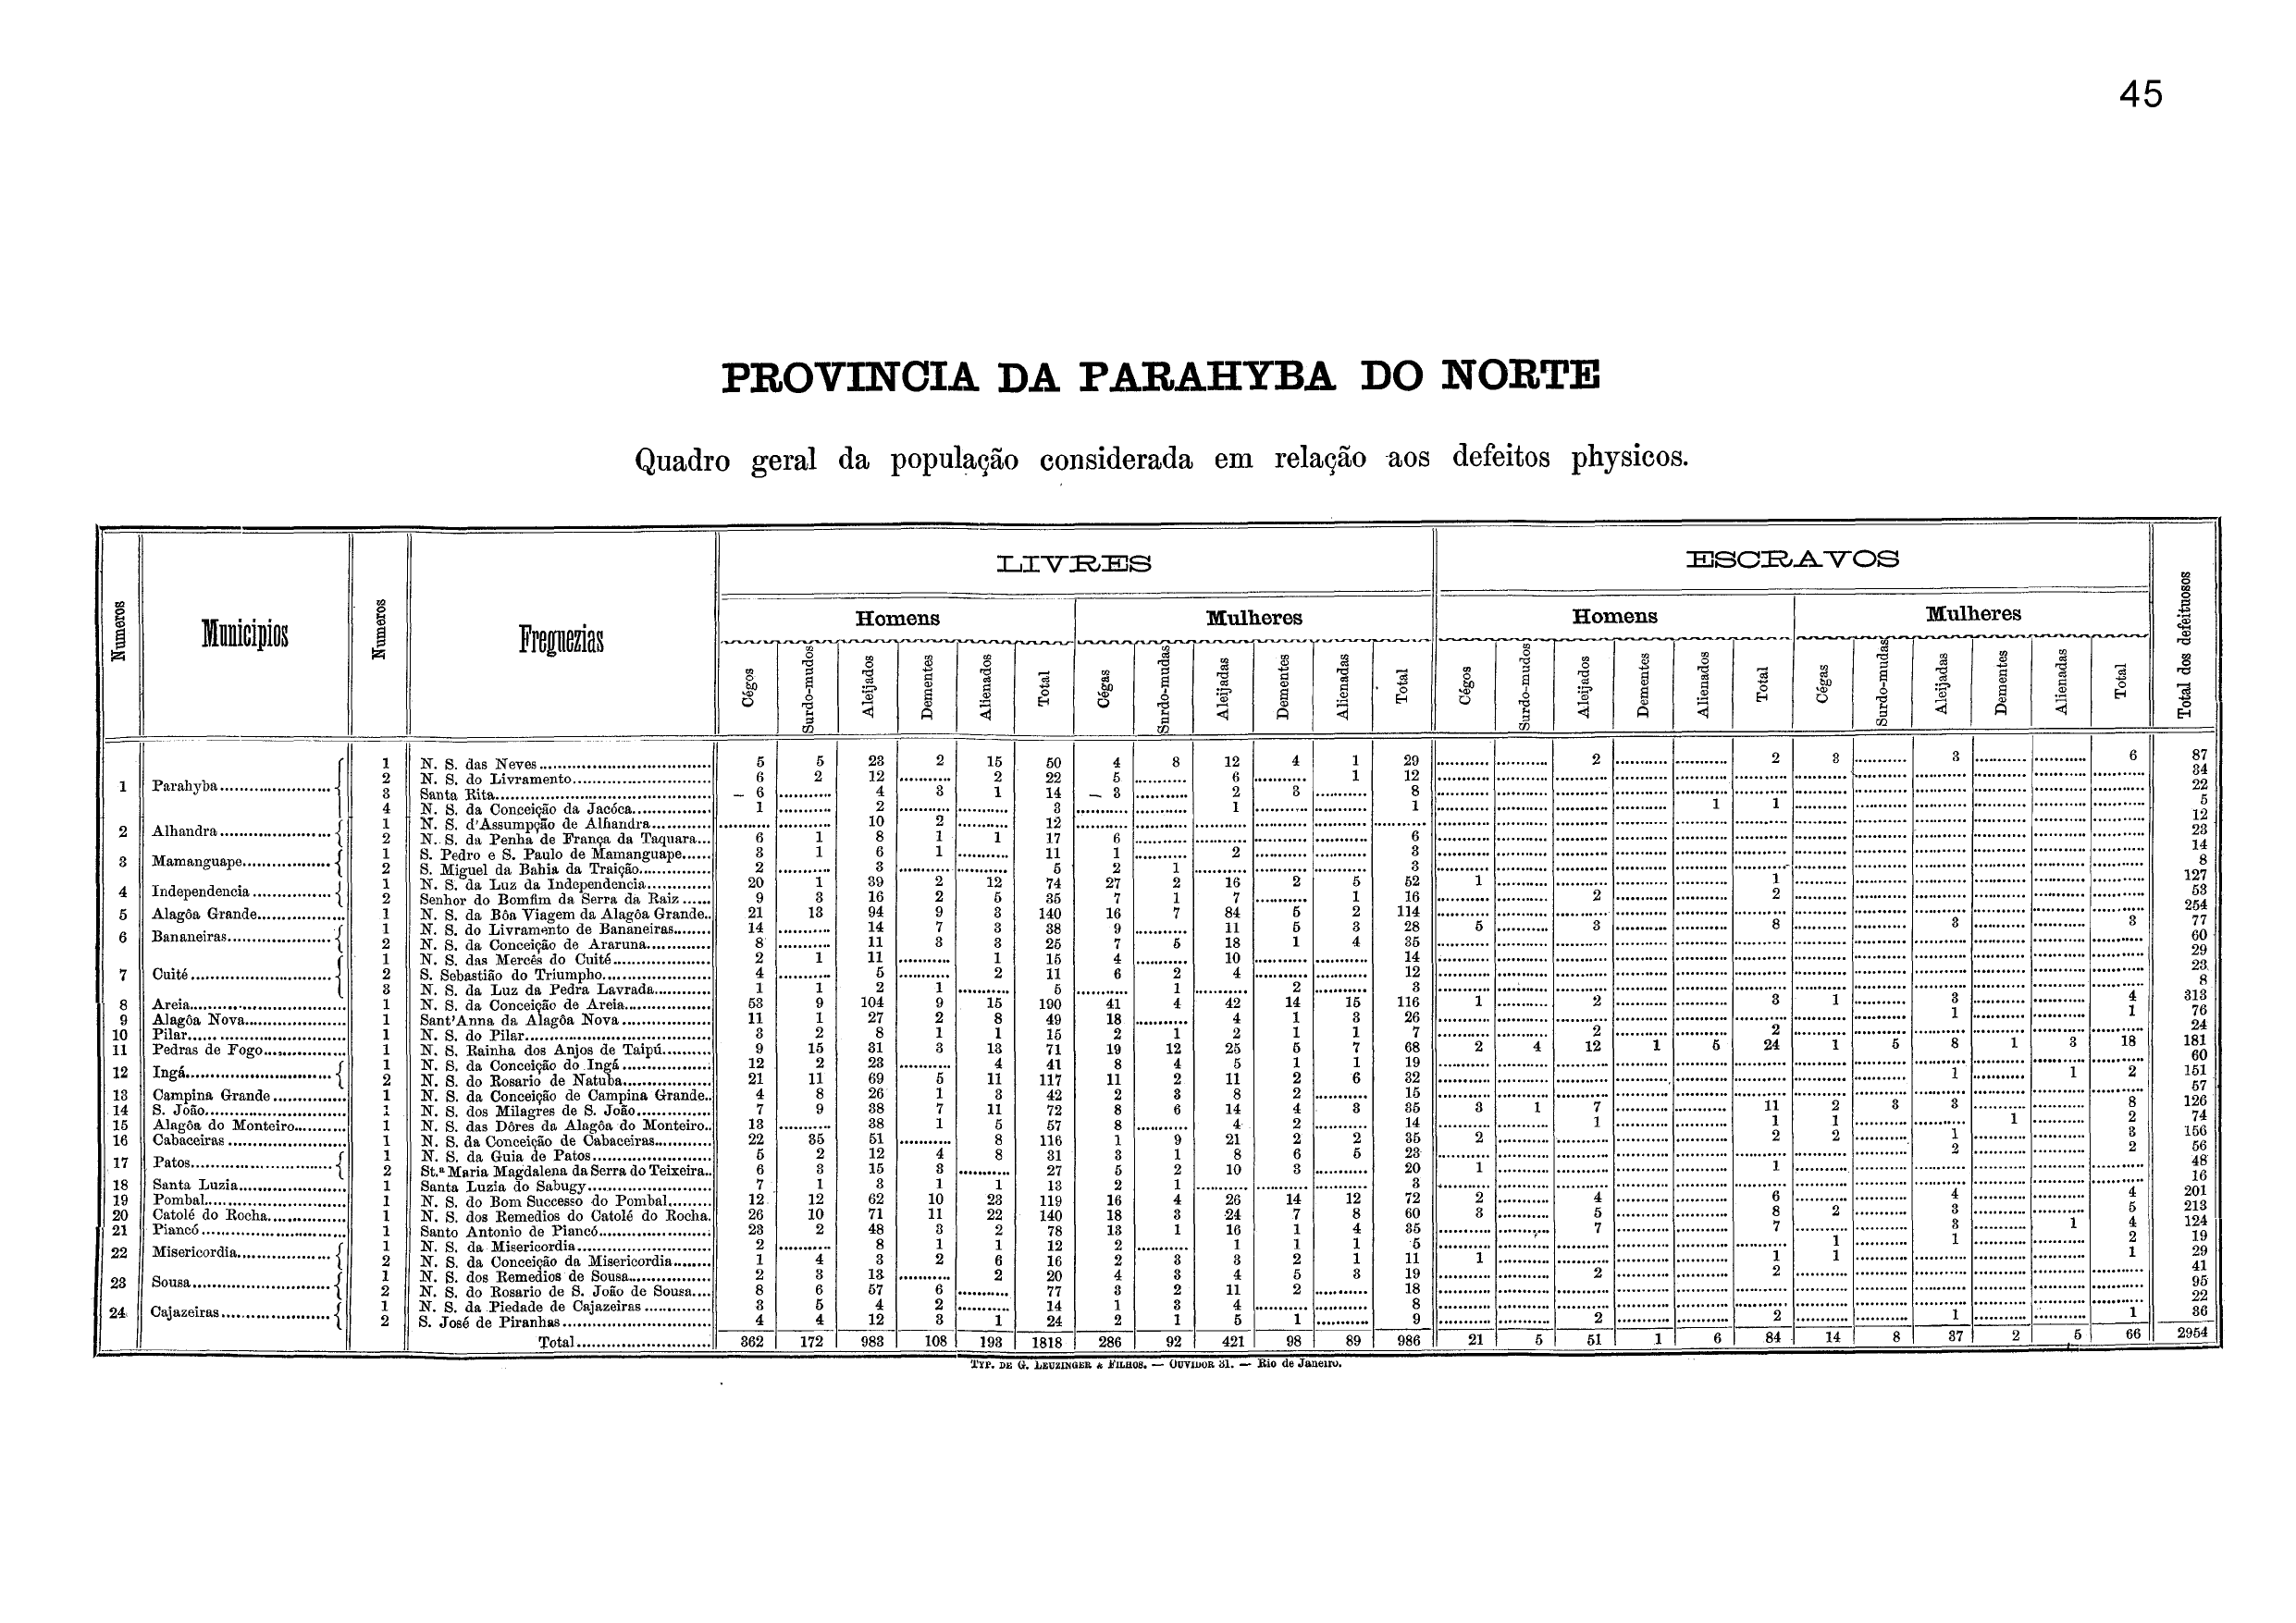 45
PROVINCIA DA PARAHYBA DO NORTE
Quadro geral da população considerada em relação aos defeitos physicos.
Numeros Municipios Numeros Freguezias LIVRES ESCRAVOS Total dos defeituosos
Homens Mulheres Homens Mulheres
Cégos Surdo-mudos Aleijados Dementes Alienados Total Cégas Surdo-mudas Aleijadas Dementes Alienadas Total Cégos Surdo-mudos Aleijados Dementes Alienados Total Cégas Surdo-mudas Aleijadas Dementes Alienadas Total
1 N. S. das Neves 5 5 23 2 15 50 4 8 12 4 1 29 ... ... 2 ... ... 2 3 ... 3 ... ... 6 87
2 N. S. do Livramento 6 2 12 ... 2 22 5 ... 6 ... 1 12 ... ... ... ... ... ... ... ... ... ... ... ... 34
1 Parahyba 3 Santa Rita 6 ... 4 3 1 14 3 ... 2 3 ... 8 ... ... ... ... ... ... ... ... ... ... ... ... 22
4 N. S. da Conceição da Jacóca 1 ... 2 ... ... 3 ... ... 1 ... ... 1 ... ... ... ... 1 1 ... ... ... ... ... ... 5
2 Alhandra 1 N. S. d'Assumpção de Alhandra ... ... 10 2 ... 12 ... ... ... ... ... ... ... ... ... ... ... ... ... ... ... ... ... ... 12
2 N. S. da Penha de França da Taquara 6 1 8 1 1 17 6 ... ... ... ... 6 ... ... ... ... ... ... ... ... ... ... ... ... 23
3 Mamanguape 1 S. Pedro e S. Paulo de Mamanguape 3 1 6 1 ... 11 1 ... 2 ... ... 3 ... ... ... ... ... ... ... ... ... ... ... ... 14
2 S. Miguel da Bahia da Traição 2 ... 3 ... ... 5 2 1 ... ... ... 3 ... ... ... ... ... ... ... ... ... ... ... ... 8
4 Independencia 1 N. S. da Luz da Independencia 20 1 39 2 12 74 27 2 16 2 5 52 1 ... ... ... ... 1 ... ... ... ... ... ... 127
2 Senhor do Bomfim da Serra da Raiz 9 3 16 2 5 35 7 1 7 ... 1 16 ... ... 2 ... ... 2 ... ... ... ... ... ... 53
5 Alagôa Grande 1 N. S. da Bôa Viagem da Alagôa Grande 21 13 94 9 3 140 16 7 84 5 2 114 ... ... ... ... ... ... ... ... ... ... ... ... 254
6 Bananeiras 1 N. S. do Livramento de Bananeiras 14 ... 14 7 3 38 9 ... 11 5 3 28 5 ... 3 ... ... 8 ... ... 3 ... ... 3 77
2 N. S. da Conceição de Araruna 8 ... 11 3 3 25 7 5 18 1 4 35 ... ... ... ... ... ... ... ... ... ... ... ... 60
1 N. S. das Mercês do Cuité 2 1 11 ... 1 15 4 ... 10 ... ... 14 ... ... ... ... ... ... ... ... ... ... ... ... 29
7 Cuité 2 S. Sebastião do Triumpho 4 ... 5 ... 2 11 6 2 4 ... ... 12 ... ... ... ... ... ... ... ... ... ... ... ... 23
3 N. S. da Luz da Pedra Lavrada 1 1 2 1 ... 5 ... 1 ... 2 ... 3 ... ... ... ... ... ... ... ... ... ... ... ... 8
8 Areia 1 N. S. da Conceição de Areia 53 9 104 9 15 190 41 4 42 14 15 116 1 ... 2 ... ... 3 1 ... 3 ... ... 4 313
9 Alagôa Nova 1 Sant'Anna da Alagôa Nova 11 1 27 2 8 49 18 ... 4 1 3 26 ... ... ... ... ... ... ... ... 1 ... ... 1 76
10 Pilar 1 N. S. do Pilar 3 2 8 1 1 15 2 1 2 1 1 7 ... ... 2 ... ... 2 ... ... ... ... ... ... 24
11 Pedras de Fogo 1 N. S. Rainha dos Anjos de Taipú 9 15 31 3 13 71 19 12 25 5 7 68 2 4 12 1 5 24 1 5 8 1 3 18 181
12 Ingá 1 N. S. da Conceição do Ingá 12 2 23 ... 4 41 8 4 5 1 1 19 ... ... ... ... ... ... ... ... ... ... ... ... 60
2 N. S. do Rosario de Natuba 21 11 69 5 11 117 11 2 11 2 6 32 ... ... ... ... ... ... ... ... 1 ... 1 2 151
13 Campina Grande 1 N. S. da Conceição de Campina Grande 4 8 26 1 3 42 2 3 8 2 ... 15 ... ... ... ... ... ... ... ... ... ... ... ... 57
14 S. João 1 N. S. dos Milagres de S. João 7 9 38 7 11 72 8 6 14 4 3 35 3 1 7 ... ... 11 2 3 3 ... ... 8 126
15 Alagôa do Monteiro 1 N. S. das Dôres da Alagôa do Monteiro 13 ... 38 1 5 57 8 ... 4 2 ... 14 ... ... 1 ... ... 1 1 ... ... 1 ... 2 74
16 Cabaceiras 1 N. S. da Conceição de Cabaceiras 22 35 51 ... 8 116 1 9 21 2 2 35 2 ... ... ... ... 2 2 ... 1 ... ... 3 156
17 Patos 1 N. S. da Guia de Patos 5 2 12 4 8 31 3 1 8 6 5 23 ... ... ... ... ... ... ... ... 2 ... ... 2 56
2 St.ª Maria Magdalena da Serra do Teixeira 6 3 15 3 ... 27 5 2 10 3 ... 20 1 ... ... ... ... 1 ... ... ... ... ... ... 48
18 Santa Luzia 1 Santa Luzia do Sabugy 7 1 3 1 1 13 2 1 ... ... ... 3 ... ... ... ... ... ... ... ... ... ... ... ... 16
19 Pombal 1 N. S. do Bom Successo do Pombal 12 12 62 10 23 119 16 4 26 14 12 72 2 ... 4 ... ... 6 ... ... 4 ... ... 4 201
20 Catolé do Rocha 1 N. S. dos Remedios do Catolé do Rocha 26 10 71 11 22 140 18 3 24 7 8 60 3 ... 5 ... ... 8 2 ... 3 ... ... 5 213
21 Piancó 1 Santo Antonio de Piancó 23 2 48 3 2 78 13 1 16 1 4 35 ... ... 7 ... ... 7 ... ... 3 ... 1 4 124
22 Misericordia 1 N. S. da Misericordia 2 ... 8 1 1 12 2 ... 1 1 1 5 ... ... ... ... ... ... 1 ... 1 ... ... 2 19
2 N. S. da Conceição da Misericordia 1 4 3 2 6 16 2 3 3 2 1 11 1 ... ... ... ... 1 1 ... ... ... ... 1 29
23 Sousa 1 N. S. dos Remedios de Sousa 2 3 13 ... 2 20 4 3 4 5 3 19 ... ... 2 ... ... 2 ... ... ... ... ... ... 41
2 N. S. do Rosario de S. João de Sousa 8 6 57 6 ... 77 3 2 11 2 ... 18 ... ... ... ... ... ... ... ... ... ... ... ... 95
24 Cajazeiras 1 N. S. da Piedade de Cajazeiras 3 5 4 2 ... 14 1 3 4 ... ... 8 ... ... ... ... ... ... ... ... ... ... ... ... 22
2 S. José de Piranhas 4 4 12 3 1 24 2 1 5 1 ... 9 ... ... 2 ... ... 2 ... ... 1 ... ... 1 36
Total 362 172 983 108 193 1818 286 92 421 98 89 986 21 5 51 1 6 84 14 8 37 2 5 66 2954
TYP. DE G. LEUZINGER & FILHOS. — OUVIDOR 31. — Rio de Janeiro.